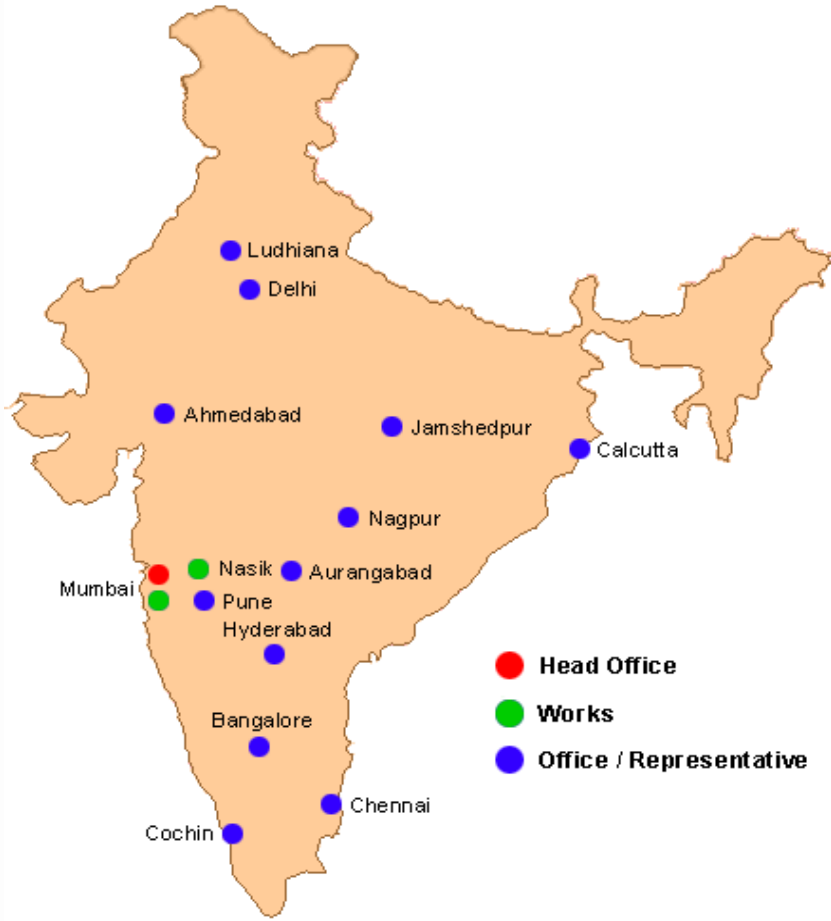 Ludhiana
Delhi
Ahmedabad
Jamshedpur
Calcutta
Nagpur
Nasik
Aurangabad
Mumbai
Pune
Hyderabad
Head Office
Works
Bangalore
Office / Representative
Chennai
Cochin